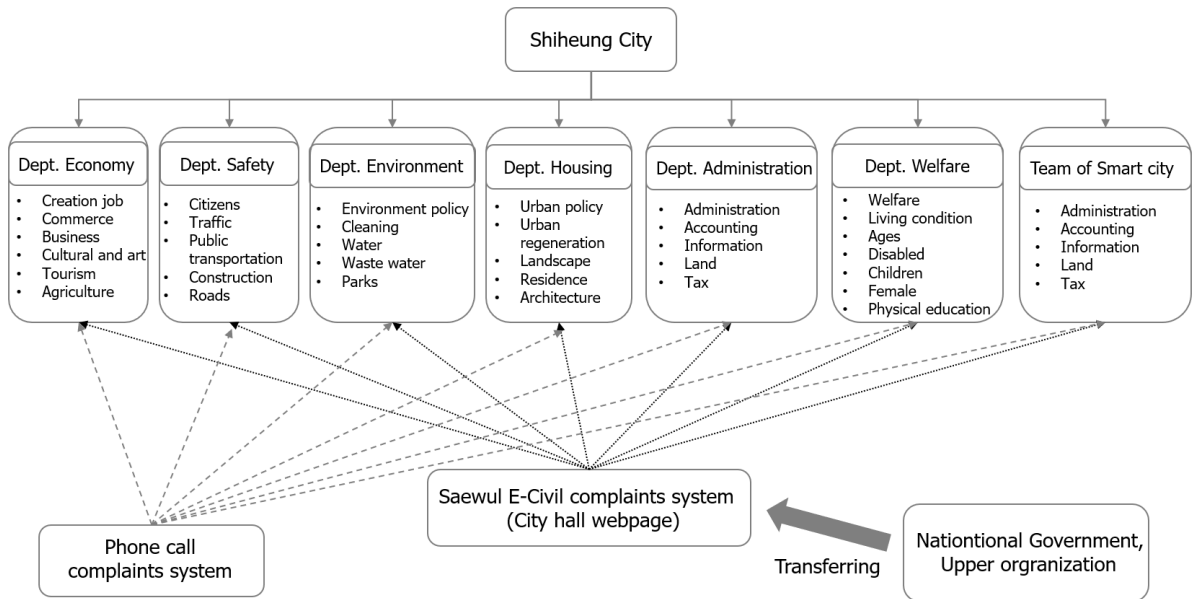 Shiheung City
Dept. Economy
• Creation job
• Commerce
• Business
• Cultural and art
• Tourism
• Agriculture
Dept. Safety
• Citizens
• Traffic
• Public
transportation
• Construction
• Roads
Dept. Environment
• Environment policy
• Cleaning
• Water
• Waste water
• Parks
Dept. Housing
• Urban policy
• Urban
regeneration
• Landscape
• Residence
• Architecture
Dept. Administration
• Administration
• Accounting
• Information
• Land
• Tax
Dept. Welfare
• Welfare
• Living condition
• Ages
• Disabled
• Children
• Female
• Physical education
Team of Smart city
• Administration
• Accounting
• Information
• Land
• Tax
Phone call
complaints system
Saewul E-Civil complaints system
(City hall webpage)
Transferring
Nationtional Government,
Upper orgranization